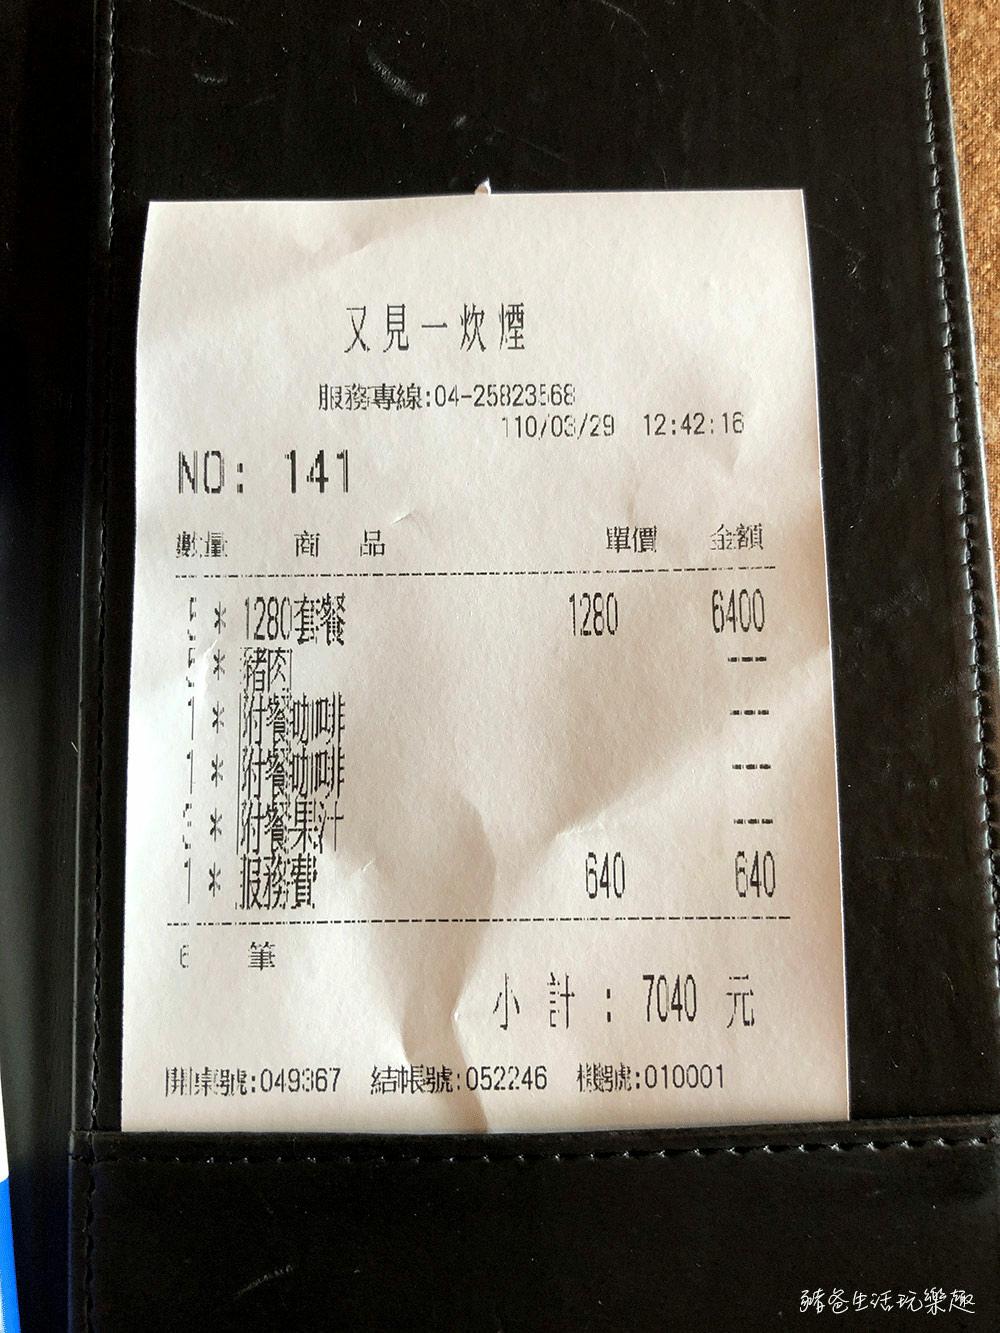 又見一炊煙
服務專線:04-25823568
110/03/29 12:42:16
NO: 141
數量 商 品 單價 金額
5 * 1280套餐 1280 6400
5 * 豬肉 ---
1 * 附餐咖啡 ---
1 * 附餐咖啡 ---
3 * 附餐果汁 ---
1 * 服務費 640 640
6 筆
小 計 : 7040 元
開桌號:049367 結帳號:052246 機號:010001
豬爸生活玩樂趣